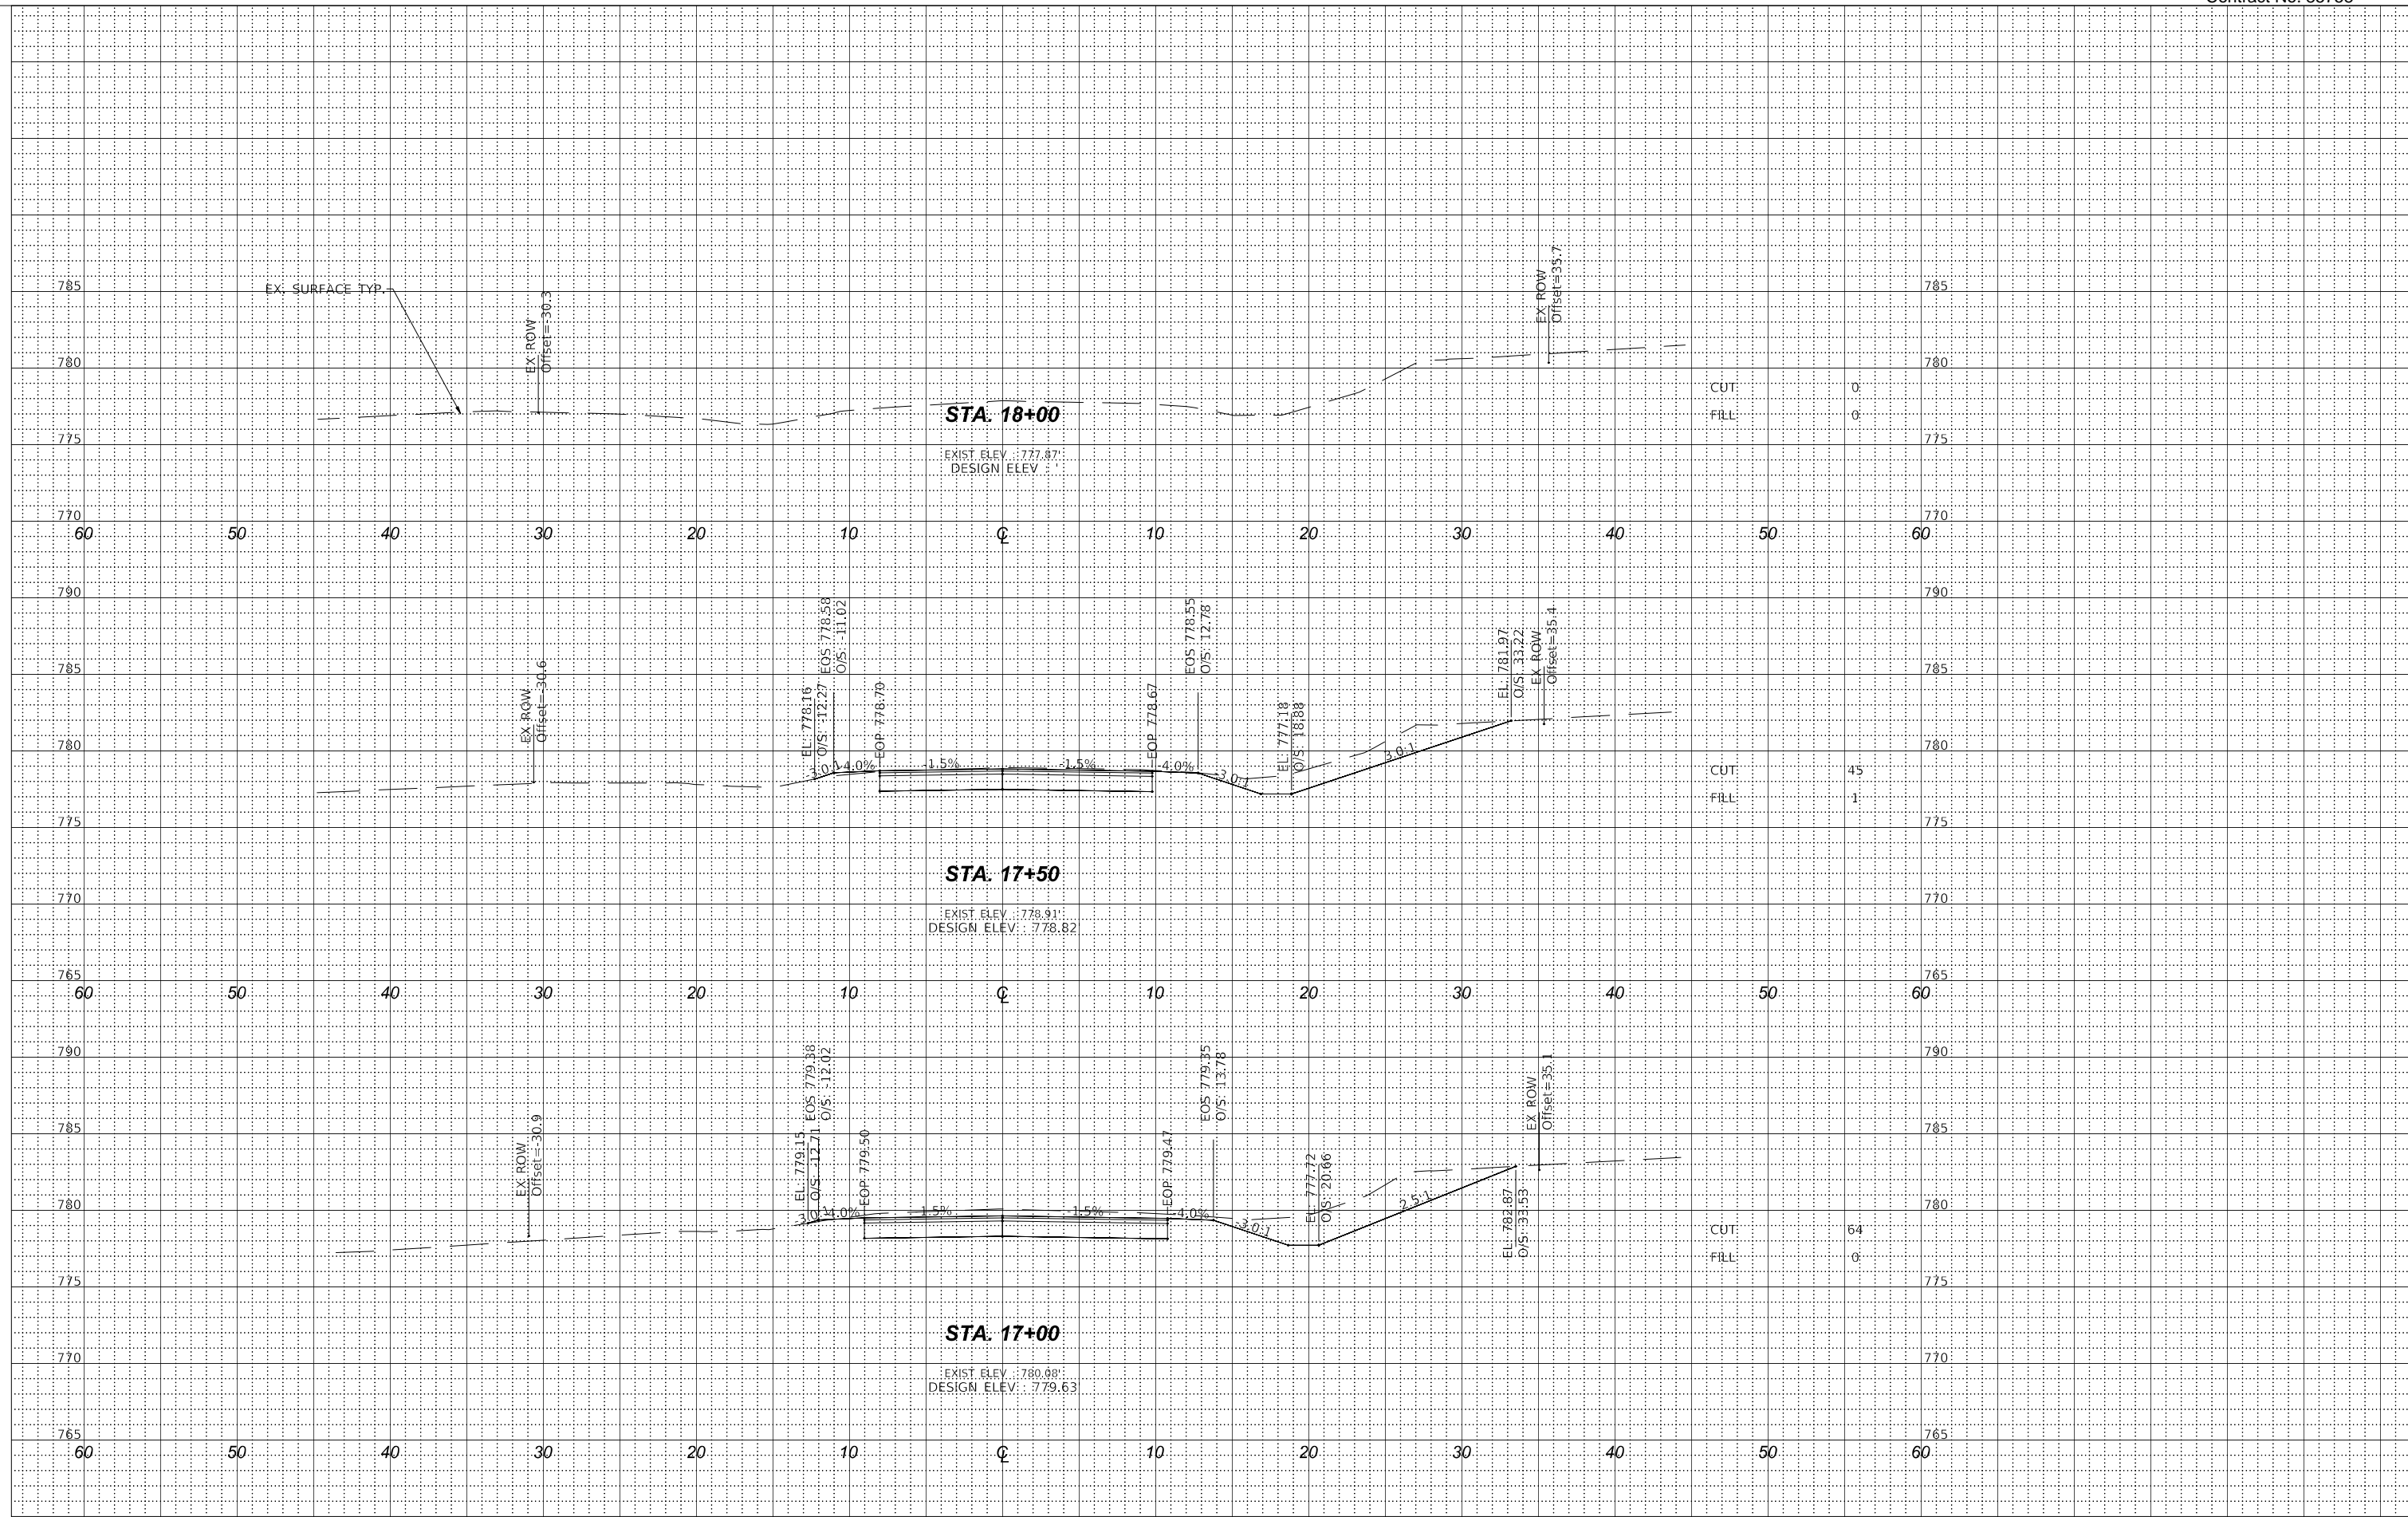 785
785
EX. SURFACE TYP.
EX ROW
Offset=-30.3
EX ROW
Offset=35.7
780
780
CUT 0
FILL 0
STA. 18+00
775
775
EXIST ELEV : 777.87'
DESIGN ELEV : '
770
770
60 50 40 30 20 10 CL 10 20 30 40 50 60
790
790
785
785
EX ROW
Offset=-30.6
EL: 778.16
O/S: -12.27
EOS 778.58
O/S: -11.02
EOP 778.70
EOP 778.67
EOS 778.55
O/S: 12.78
EL: 777.18
O/S: 18.88
EL: 781.97
O/S: 33.22
EX ROW
Offset=35.4
780
780
-3.0:1 -4.0% -1.5% -1.5% -4.0% -3.0:1 3.0:1
CUT 45
FILL 1
775
775
STA. 17+50
770
770
EXIST ELEV : 778.91'
DESIGN ELEV : 778.82'
765
765
60 50 40 30 20 10 CL 10 20 30 40 50 60
790
790
785
785
EX ROW
Offset=-30.9
EL: 779.15
O/S: -12.71
EOS 779.38
O/S: -12.02
EOP 779.50
EOP 779.47
EOS 779.35
O/S: 13.78
EL: 777.72
O/S: 20.66
EL: 782.87
O/S: 33.53
EX ROW
Offset=35.1
780
780
-3.0:1 -4.0% -1.5% -1.5% -4.0% -3.0:1 2.5:1
CUT 64
FILL 0
775
775
STA. 17+00
770
770
EXIST ELEV : 780.08'
DESIGN ELEV : 779.63'
765
765
60 50 40 30 20 10 CL 10 20 30 40 50 60